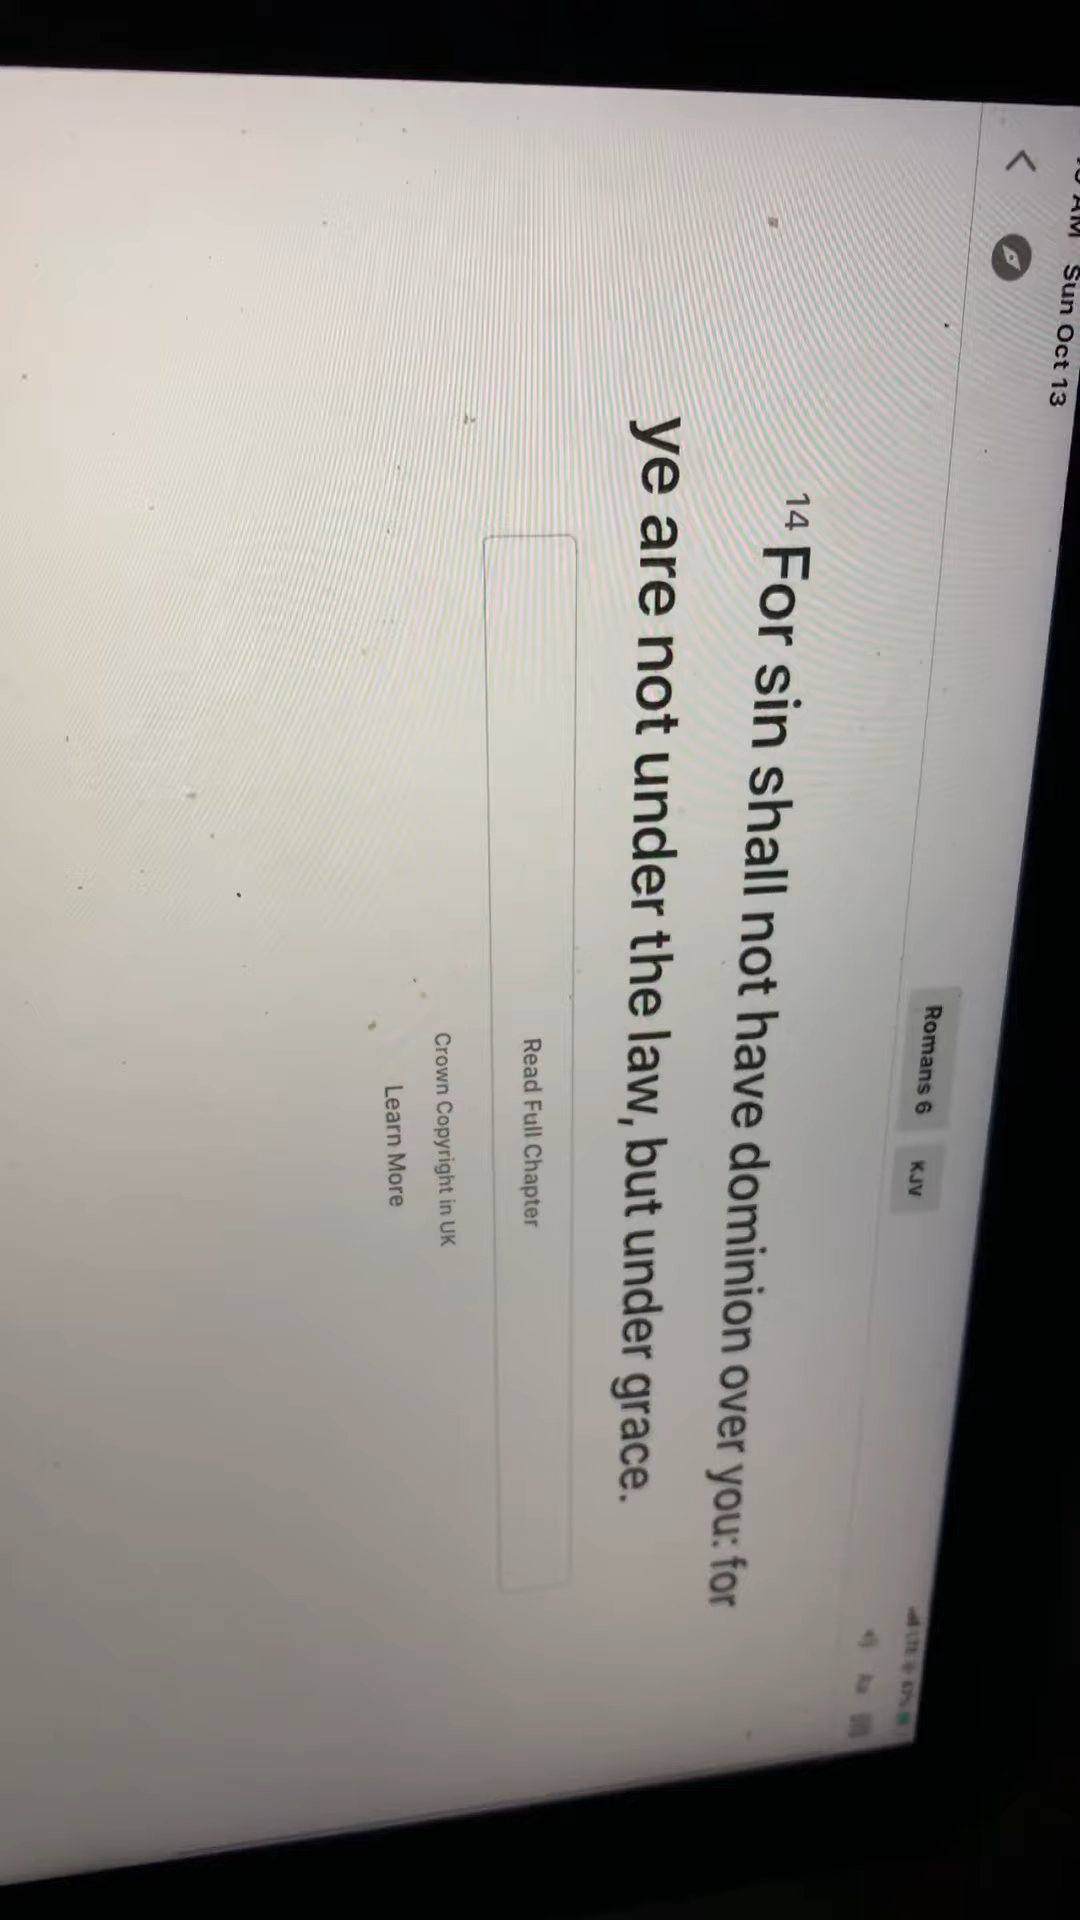 AM Sun Oct 13
Romans 6 KJV
14 For sin shall not have dominion over you: for
ye are not under the law, but under grace.
Read Full Chapter
Crown Copyright in UK
Learn More